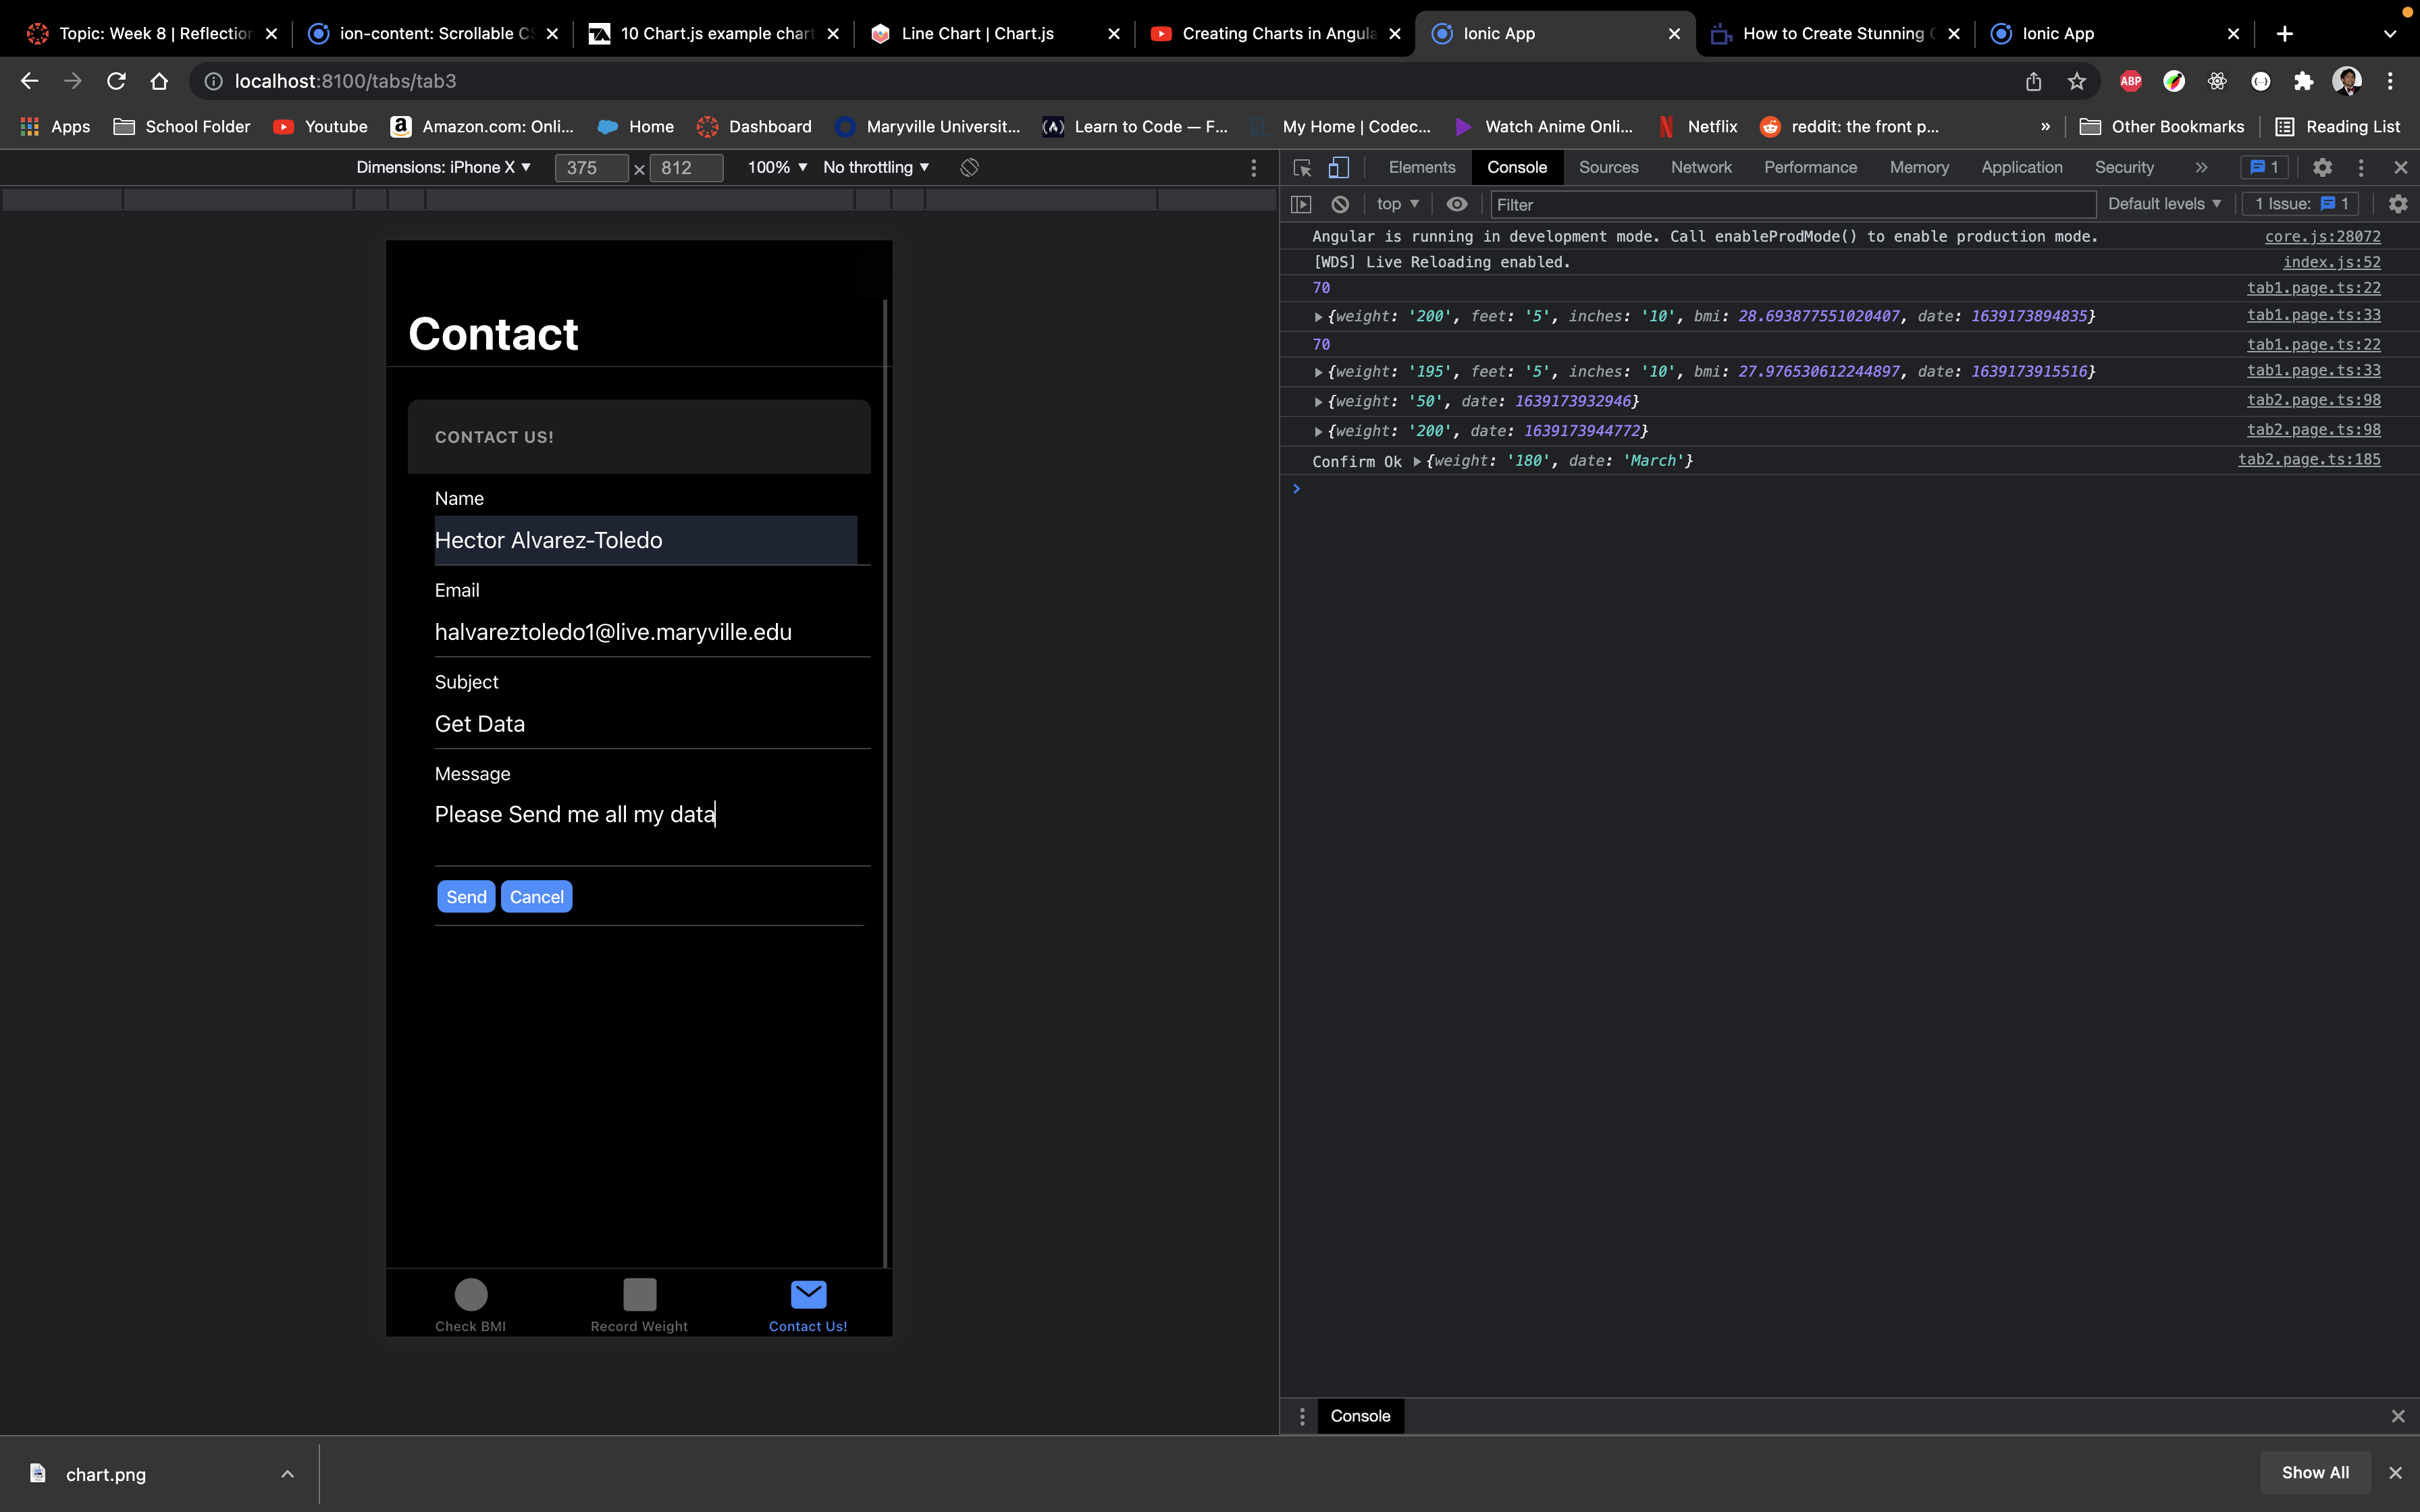 Topic: Week 8 | Reflection
ion-content: Scrollable CS
10 Chart.js example chart
Line Chart | Chart.js
Creating Charts in Angula
Ionic App
How to Create Stunning
Ionic App
localhost:8100/tabs/tab3
ABP
Apps
School Folder
Youtube
Amazon.com: Onli...
Home
Dashboard
Maryville Universit...
Learn to Code — F...
My Home | Codec...
Watch Anime Onli...
Netflix
reddit: the front p...
»
Other Bookmarks
Reading List
Dimensions: iPhone X ▼ 375 × 812 100% ▼ No throttling ▼
Elements Console Sources Network Performance Memory Application Security » 1
top ▼ Filter Default levels ▼ 1 Issue: 1
Angular is running in development mode. Call enableProdMode() to enable production mode. core.js:28072
[WDS] Live Reloading enabled. index.js:52
70 tab1.page.ts:22
▶{weight: '200', feet: '5', inches: '10', bmi: 28.693877551020407, date: 1639173894835} tab1.page.ts:33
70 tab1.page.ts:22
▶{weight: '195', feet: '5', inches: '10', bmi: 27.976530612244897, date: 1639173915516} tab1.page.ts:33
▶{weight: '50', date: 1639173932946} tab2.page.ts:98
▶{weight: '200', date: 1639173944772} tab2.page.ts:98
Confirm Ok ▶{weight: '180', date: 'March'} tab2.page.ts:185
Contact
CONTACT US!
Name
Hector Alvarez-Toledo
Email
halvareztoledo1@live.maryville.edu
Subject
Get Data
Message
Please Send me all my data
Send Cancel
Check BMI Record Weight Contact Us!
Console
chart.png
Show All